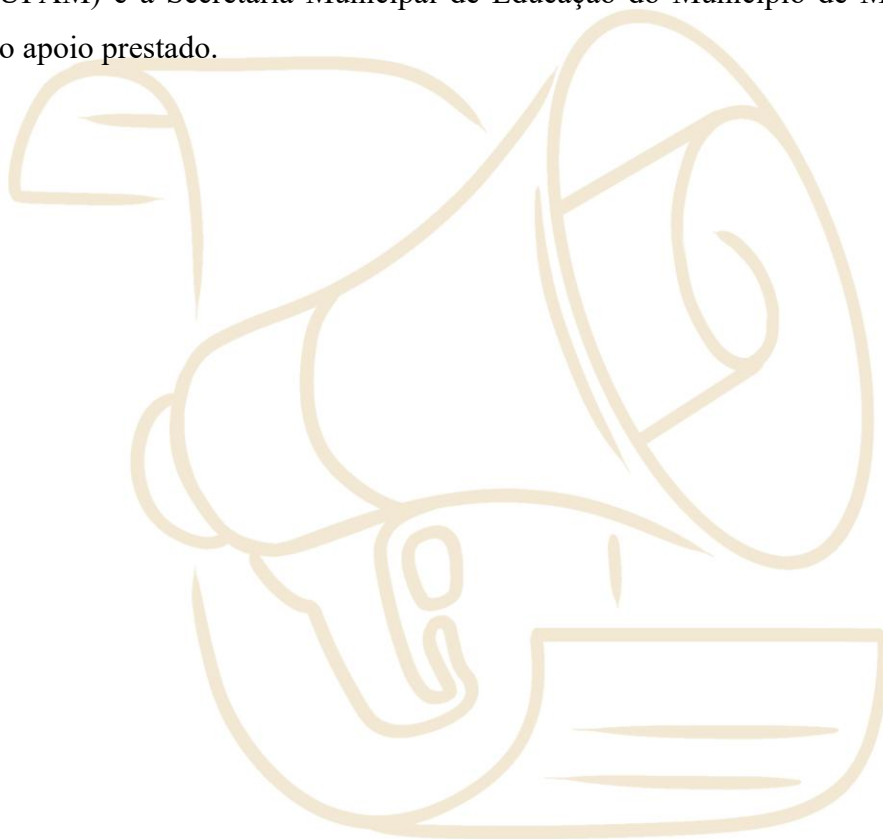 e a Secretaria Municipal de Educação do Município de M
o apoio prestado.